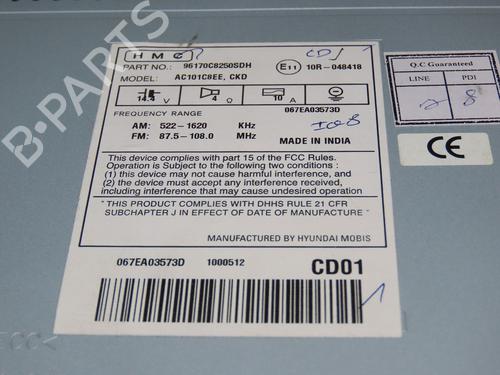 H M C
PART NO.: 96170C8250SDH
MODEL: AC101C8EE, CKD
E11 10R-048418
CD
14.4 V
4 Ω
10 A
067EA03573D
FREQUENCY RANGE
AM: 522-1620 KHz
FM: 87.5-108.0 MHz
MADE IN INDIA
This device complies with part 15 of the FCC Rules.
Operation is Subject to the following two conditions :
(1) this device may not cause harmful interference, and
(2) the device must accept any interference received,
including interference that may cause undesired operation
" THIS PRODUCT COMPLIES WITH DHHS RULE 21 CFR
SUBCHAPTER J IN EFFECT OF DATE OF MANUFACTURE "
MANUFACTURED BY HYUNDAI MOBIS
067EA03573D 1000512 CD01
Q.C Guaranteed
LINE PDI
8
CE
B-PARTS